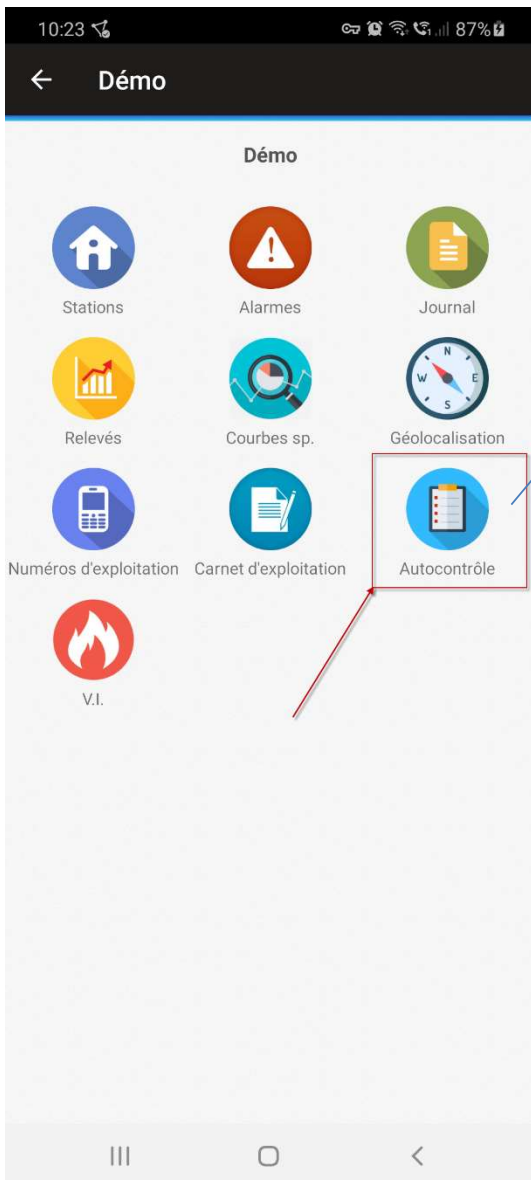 10:23 87%
Démo
Démo
Stations Alarmes Journal
N
W E
S
Relevés Courbes sp. Géolocalisation
Numéros d'exploitation Carnet d'exploitation Autocontrôle
V.I.